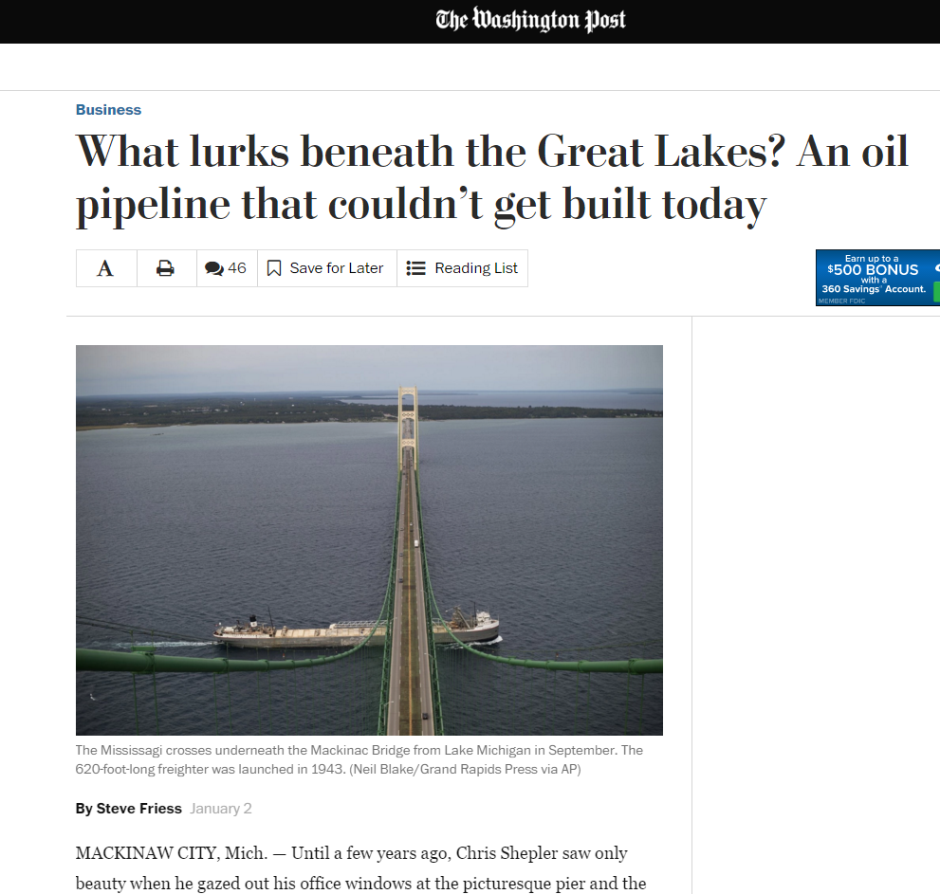 The Washington Post
Business
What lurks beneath the Great Lakes? An oil
pipeline that couldn’t get built today
A
46
Save for Later
Reading List
Earn up to a
$500 BONUS
with a
360 Savings® Account.
MEMBER FDIC
The Mississagi crosses underneath the Mackinac Bridge from Lake Michigan in September. The
620-foot-long freighter was launched in 1943. (Neil Blake/Grand Rapids Press via AP)
By Steve Friess January 2
MACKINAW CITY, Mich. — Until a few years ago, Chris Shepler saw only
beauty when he gazed out his office windows at the picturesque pier and the